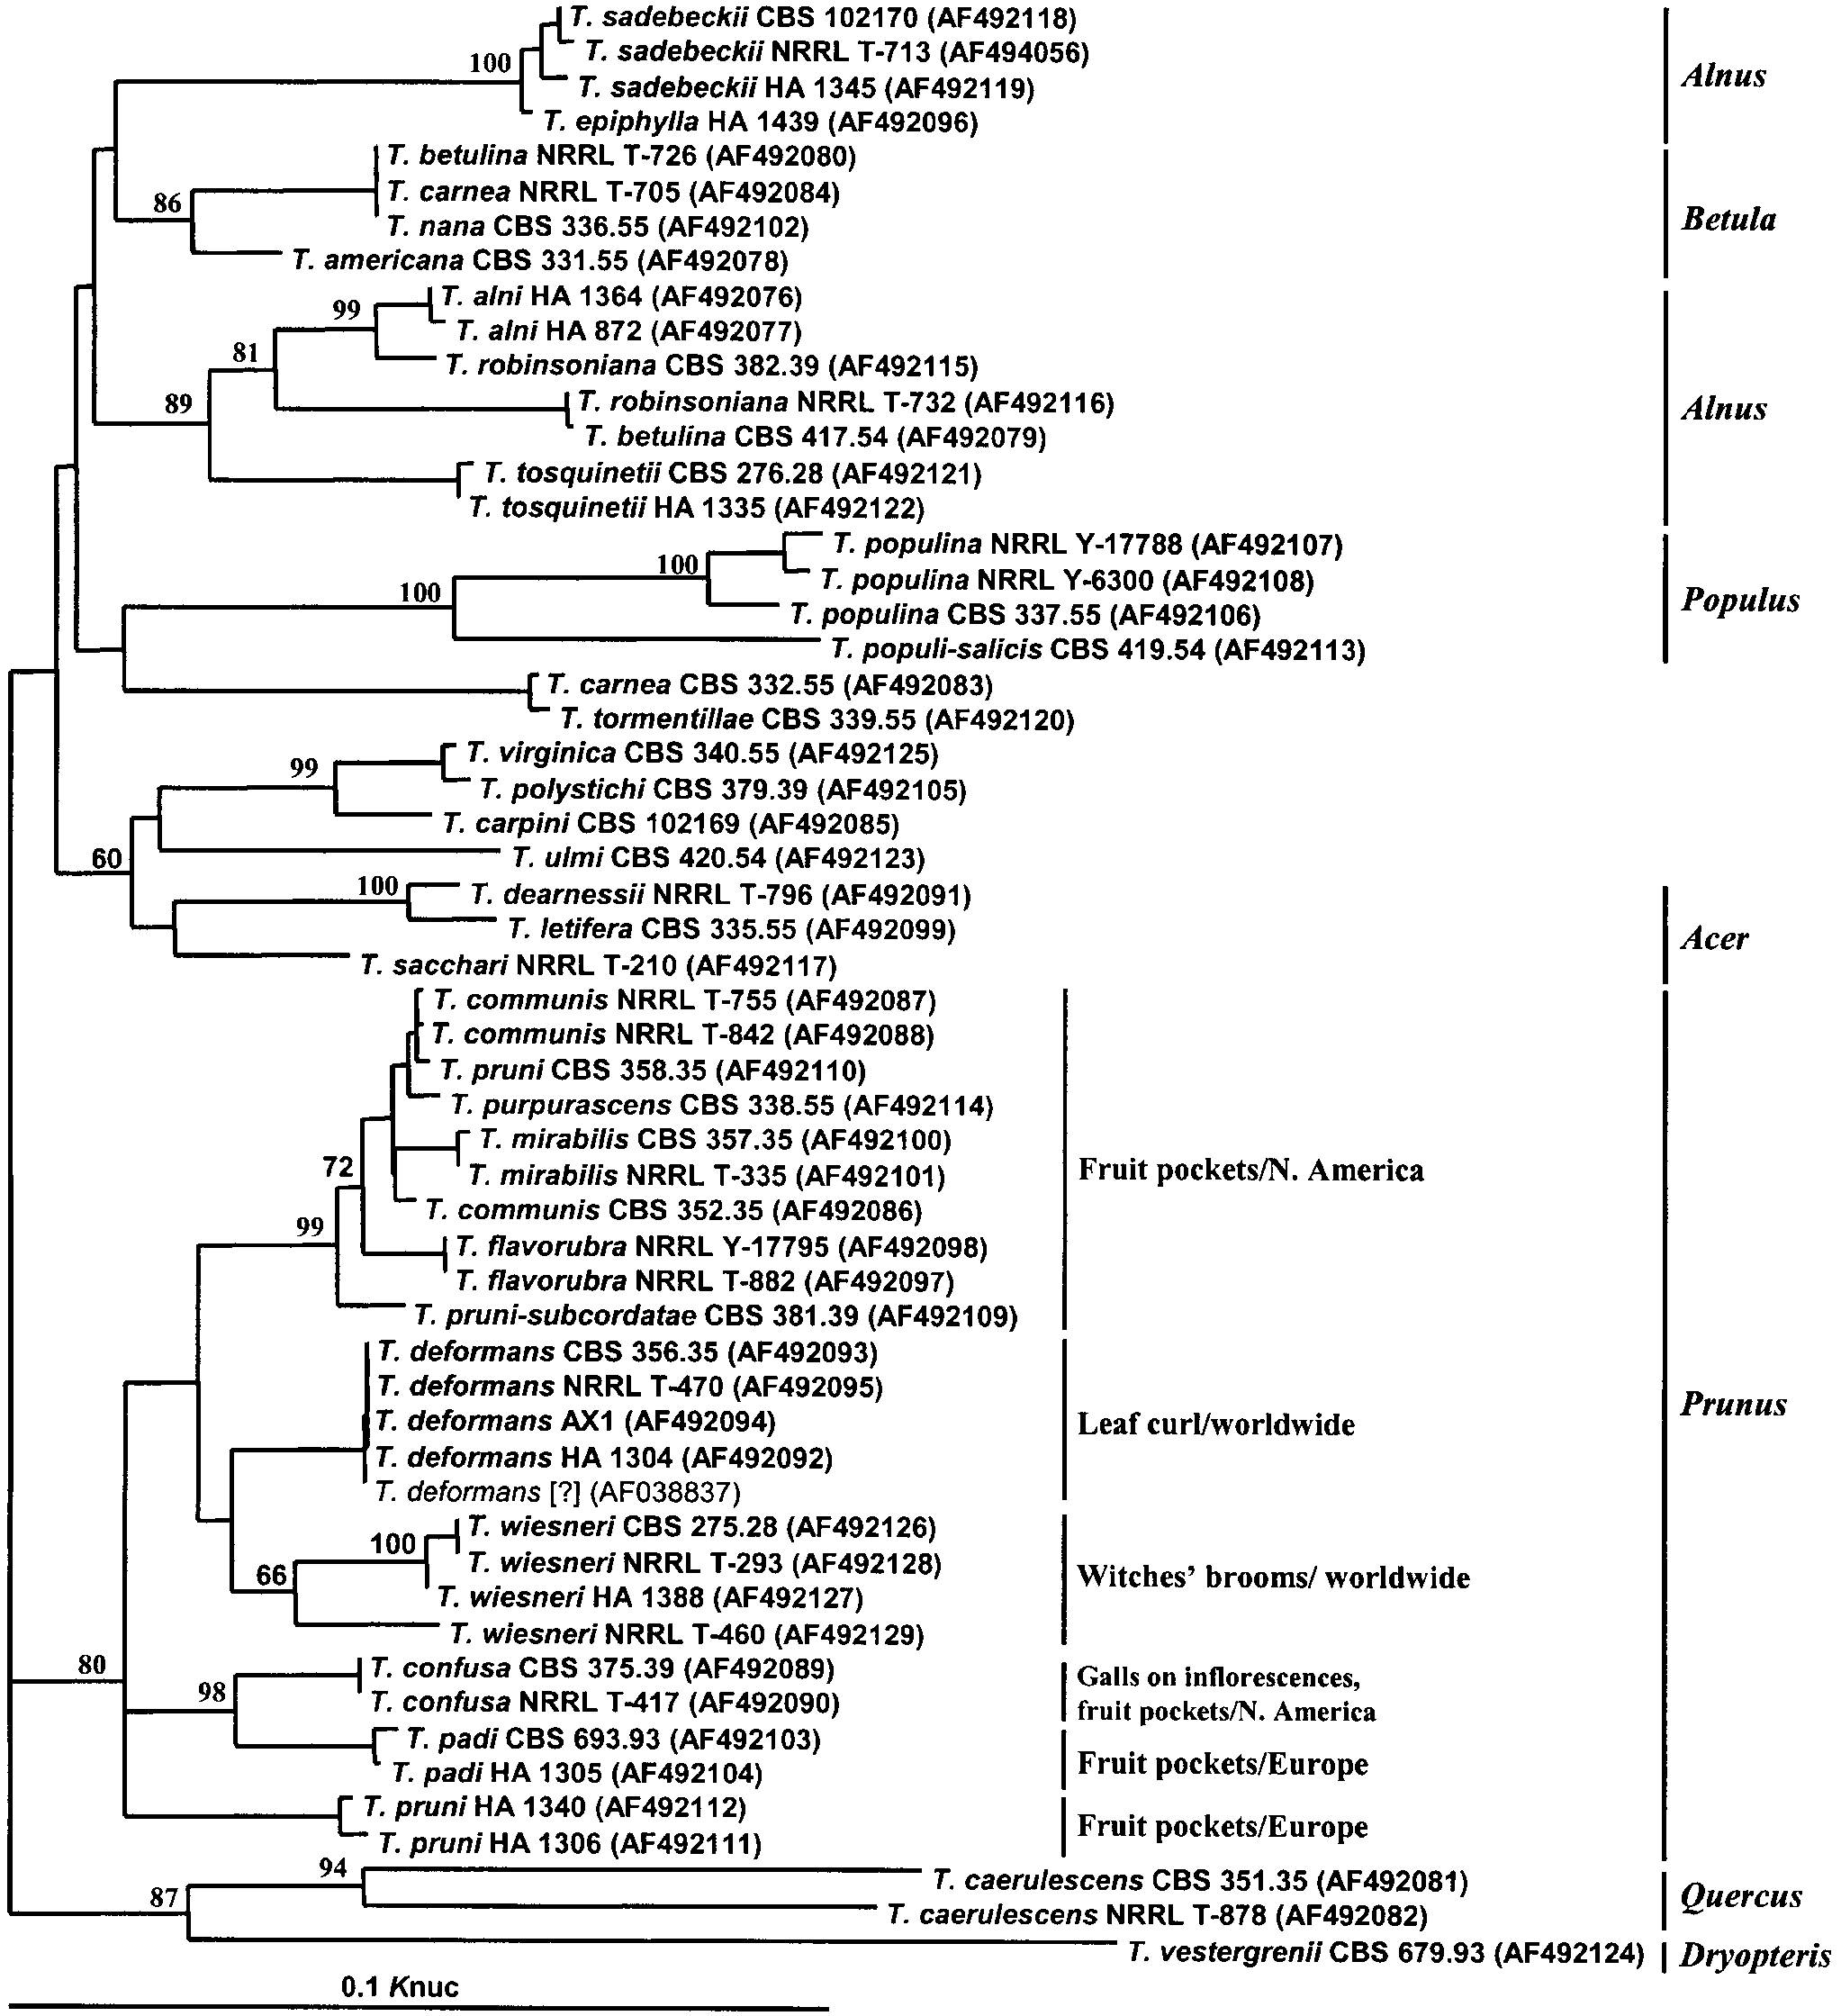 T. sadebeckii CBS 102170 (AF492118)
T. sadebeckii NRRL T-713 (AF494056)
100
T. sadebeckii HA 1345 (AF492119)
Alnus
T. epiphylla HA 1439 (AF492096)
T. betulina NRRL T-726 (AF492080)
T. carnea NRRL T-705 (AF492084)
86
T. nana CBS 336.55 (AF492102)
Betula
T. americana CBS 331.55 (AF492078)
T. alni HA 1364 (AF492076)
99
T. alni HA 872 (AF492077)
81
T. robinsoniana CBS 382.39 (AF492115)
89
T. robinsoniana NRRL T-732 (AF492116)
Alnus
T. betulina CBS 417.54 (AF492079)
T. tosquinetii CBS 276.28 (AF492121)
T. tosquinetii HA 1335 (AF492122)
T. populina NRRL Y-17788 (AF492107)
100
T. populina NRRL Y-6300 (AF492108)
100
Populus
T. populina CBS 337.55 (AF492106)
T. populi-salicis CBS 419.54 (AF492113)
T. carnea CBS 332.55 (AF492083)
T. tormentillae CBS 339.55 (AF492120)
T. virginica CBS 340.55 (AF492125)
99
T. polystichi CBS 379.39 (AF492105)
T. carpini CBS 102169 (AF492085)
60
T. ulmi CBS 420.54 (AF492123)
100
T. dearnessii NRRL T-796 (AF492091)
T. letifera CBS 335.55 (AF492099)
Acer
T. sacchari NRRL T-210 (AF492117)
T. communis NRRL T-755 (AF492087)
T. communis NRRL T-842 (AF492088)
T. pruni CBS 358.35 (AF492110)
T. purpurascens CBS 338.55 (AF492114)
T. mirabilis CBS 357.35 (AF492100)
72
T. mirabilis NRRL T-335 (AF492101)
Fruit pockets/N. America
T. communis CBS 352.35 (AF492086)
99
T. flavorubra NRRL Y-17795 (AF492098)
T. flavorubra NRRL T-882 (AF492097)
T. pruni-subcordatae CBS 381.39 (AF492109)
T. deformans CBS 356.35 (AF492093)
T. deformans NRRL T-470 (AF492095)
Prunus
T. deformans AX1 (AF492094)
Leaf curl/worldwide
T. deformans HA 1304 (AF492092)
T. deformans [?] (AF038837)
T. wiesneri CBS 275.28 (AF492126)
100
T. wiesneri NRRL T-293 (AF492128)
66
Witches’ brooms/ worldwide
T. wiesneri HA 1388 (AF492127)
T. wiesneri NRRL T-460 (AF492129)
80
T. confusa CBS 375.39 (AF492089)
Galls on inflorescences,
98
T. confusa NRRL T-417 (AF492090)
fruit pockets/N. America
T. padi CBS 693.93 (AF492103)
Fruit pockets/Europe
T. padi HA 1305 (AF492104)
T. pruni HA 1340 (AF492112)
Fruit pockets/Europe
T. pruni HA 1306 (AF492111)
94
T. caerulescens CBS 351.35 (AF492081)
87
Quercus
T. caerulescens NRRL T-878 (AF492082)
T. vestergrenii CBS 679.93 (AF492124)
Dryopteris
0.1 Knuc